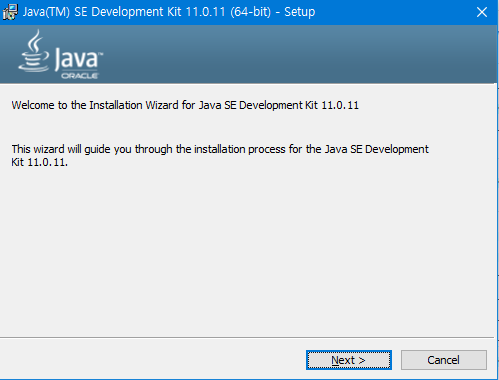 Java(TM) SE Development Kit 11.0.11 (64-bit) - Setup
Java™
ORACLE
Welcome to the Installation Wizard for Java SE Development Kit 11.0.11
This wizard will guide you through the installation process for the Java SE Development
Kit 11.0.11.
Next >
Cancel